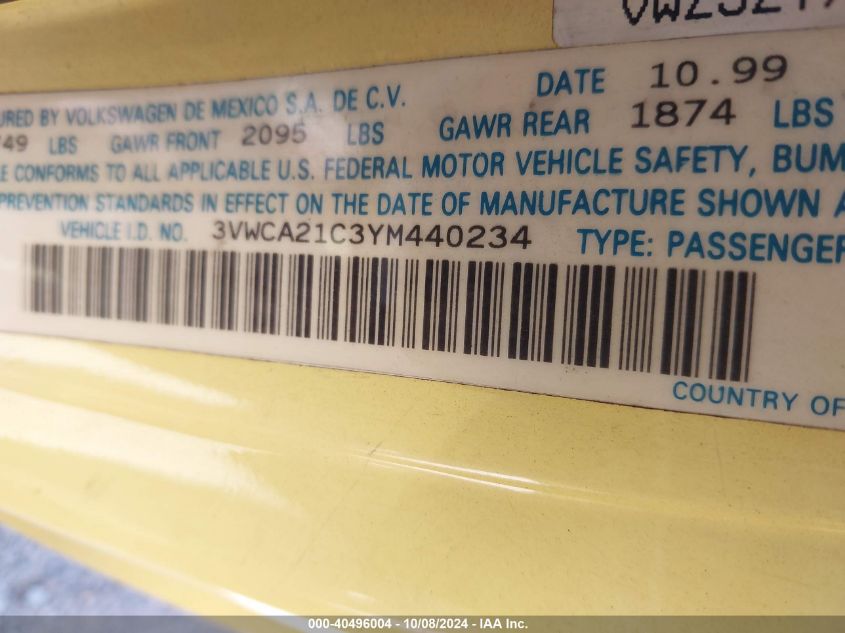 URED BY VOLKSWAGEN DE MEXICO S.A. DE C.V. DATE 10.99
49 LBS GAWR FRONT 2095 LBS GAWR REAR 1874 LBS
E CONFORMS TO ALL APPLICABLE U.S. FEDERAL MOTOR VEHICLE SAFETY, BUM
PREVENTION STANDARDS IN EFFECT ON THE DATE OF MANUFACTURE SHOWN A
VEHICLE I.D. NO. 3VWCA21C3YM440234 TYPE: PASSENGER
COUNTRY OF
000-40496004 - 10/08/2024 - IAA Inc.